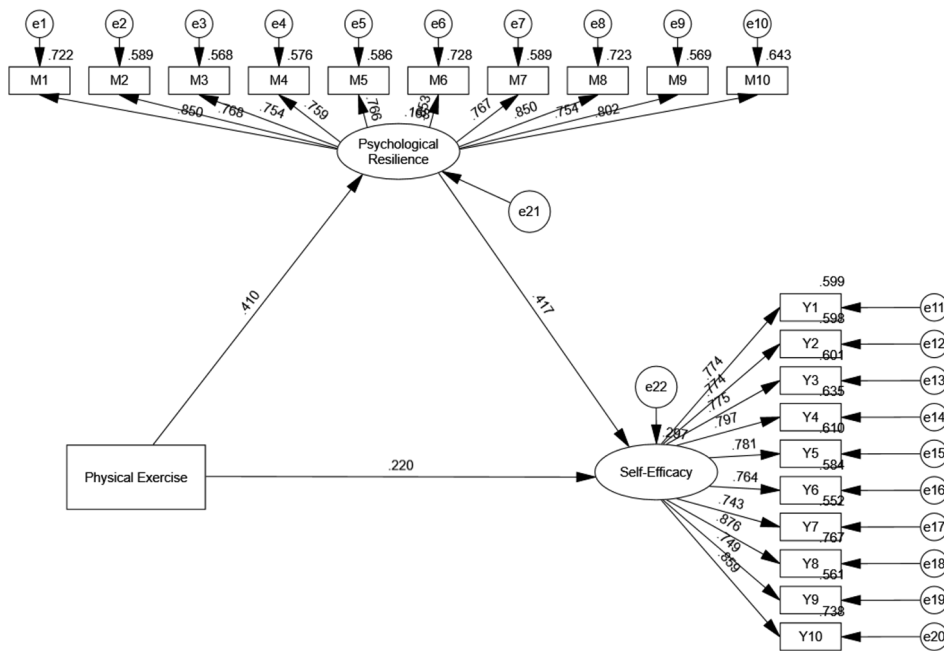 e1 e2 e3 e4 e5 e6 e7 e8 e9 e10
.722 .589 .568 .576 .586 .728 .589 .723 .569 .643
M1 M2 M3 M4 M5 M6 M7 M8 M9 M10
.850 .768 .754 .759 .766 .767 .850 .754 .802
Psychological
Resilience
e21
.410
.417
Physical Exercise
.220
e22
Self-Efficacy
.599
.774 Y1 e11
.598
.774 Y2 e12
.601
.775 Y3 e13
.635
.797 Y4 e14
.610
.781 Y5 e15
.584
.764 Y6 e16
.552
.743 Y7 e17
.767
.876 Y8 e18
.561
.749 Y9 e19
.738
.859 Y10 e20